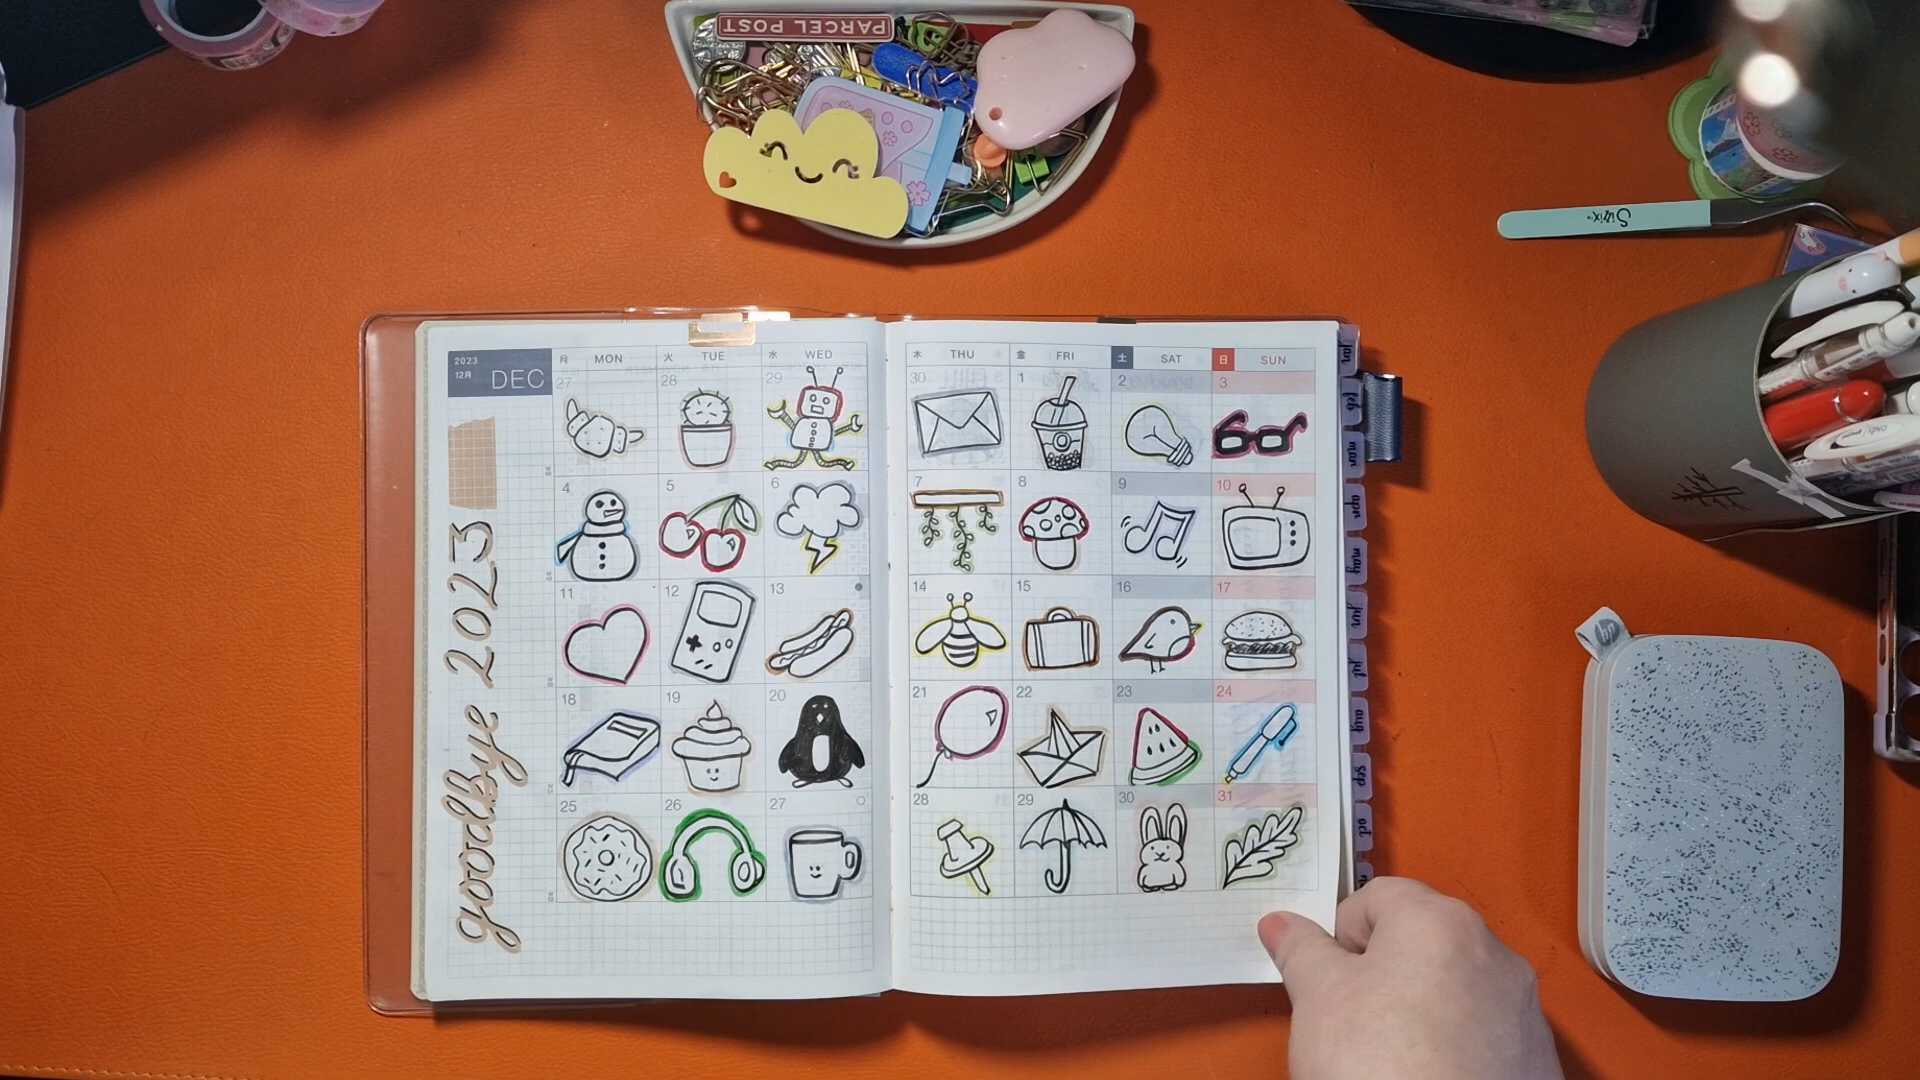 PARCEL POST
Sizzix
2023
12月
DEC
月 MON
火 TUE
水 WED
木 THU
金 FRI
土 SAT
日 SUN
27 28 29 30 1 2 3
4 5 6 7 8 9 10
11 12 13 14 15 16 17
18 19 20 21 22 23 24
25 26 27 28 29 30 31
goodbye 2023
jan
feb
mar
apr
may
jun
jul
aug
sep
oct
hp